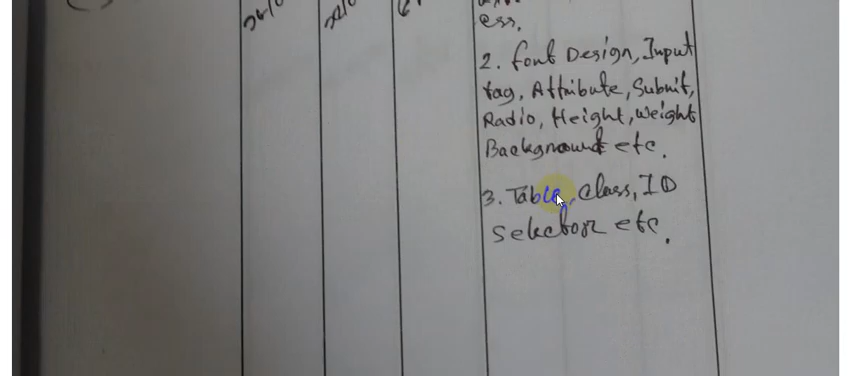 ess.
2. font Design, Input
tag, Attribute, Submit,
Radio, Height, Weight
Background etc.
3. Table, class, ID
Selector etc.